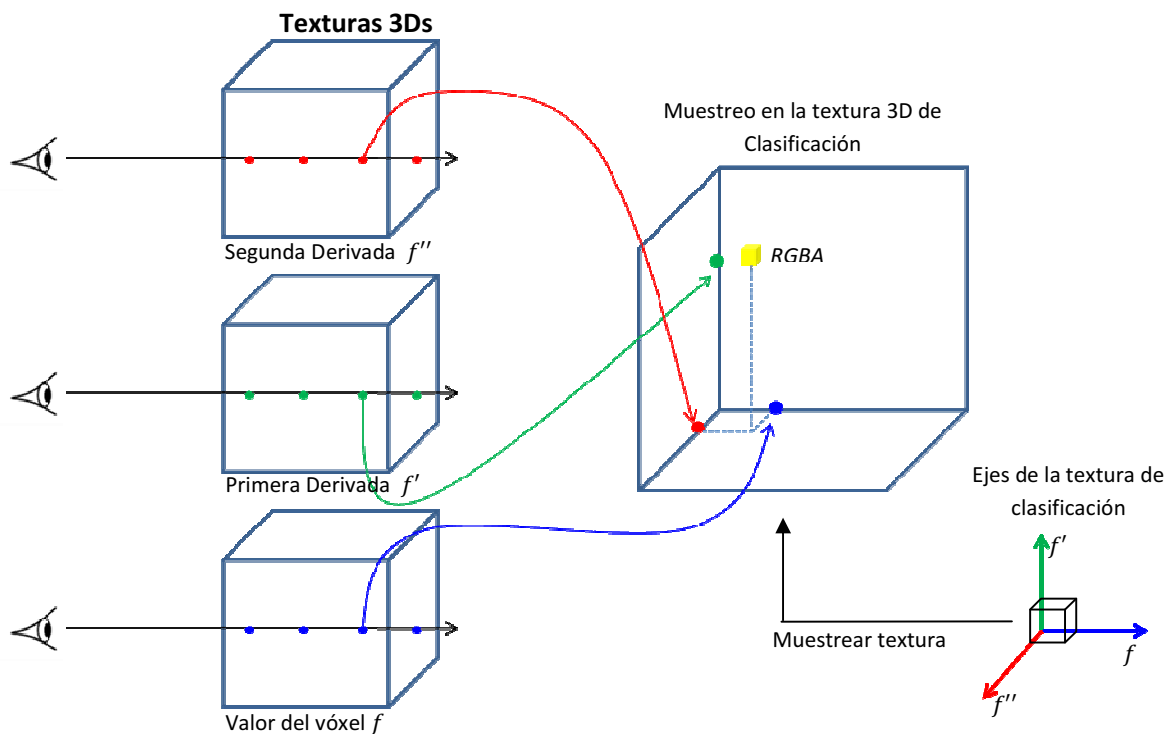 Texturas 3Ds
Segunda Derivada f''
Primera Derivada f'
Valor del vóxel f
Muestreo en la textura 3D de
Clasificación
RGBA
Muestrear textura
Ejes de la textura de
clasificación
f'
f
f''